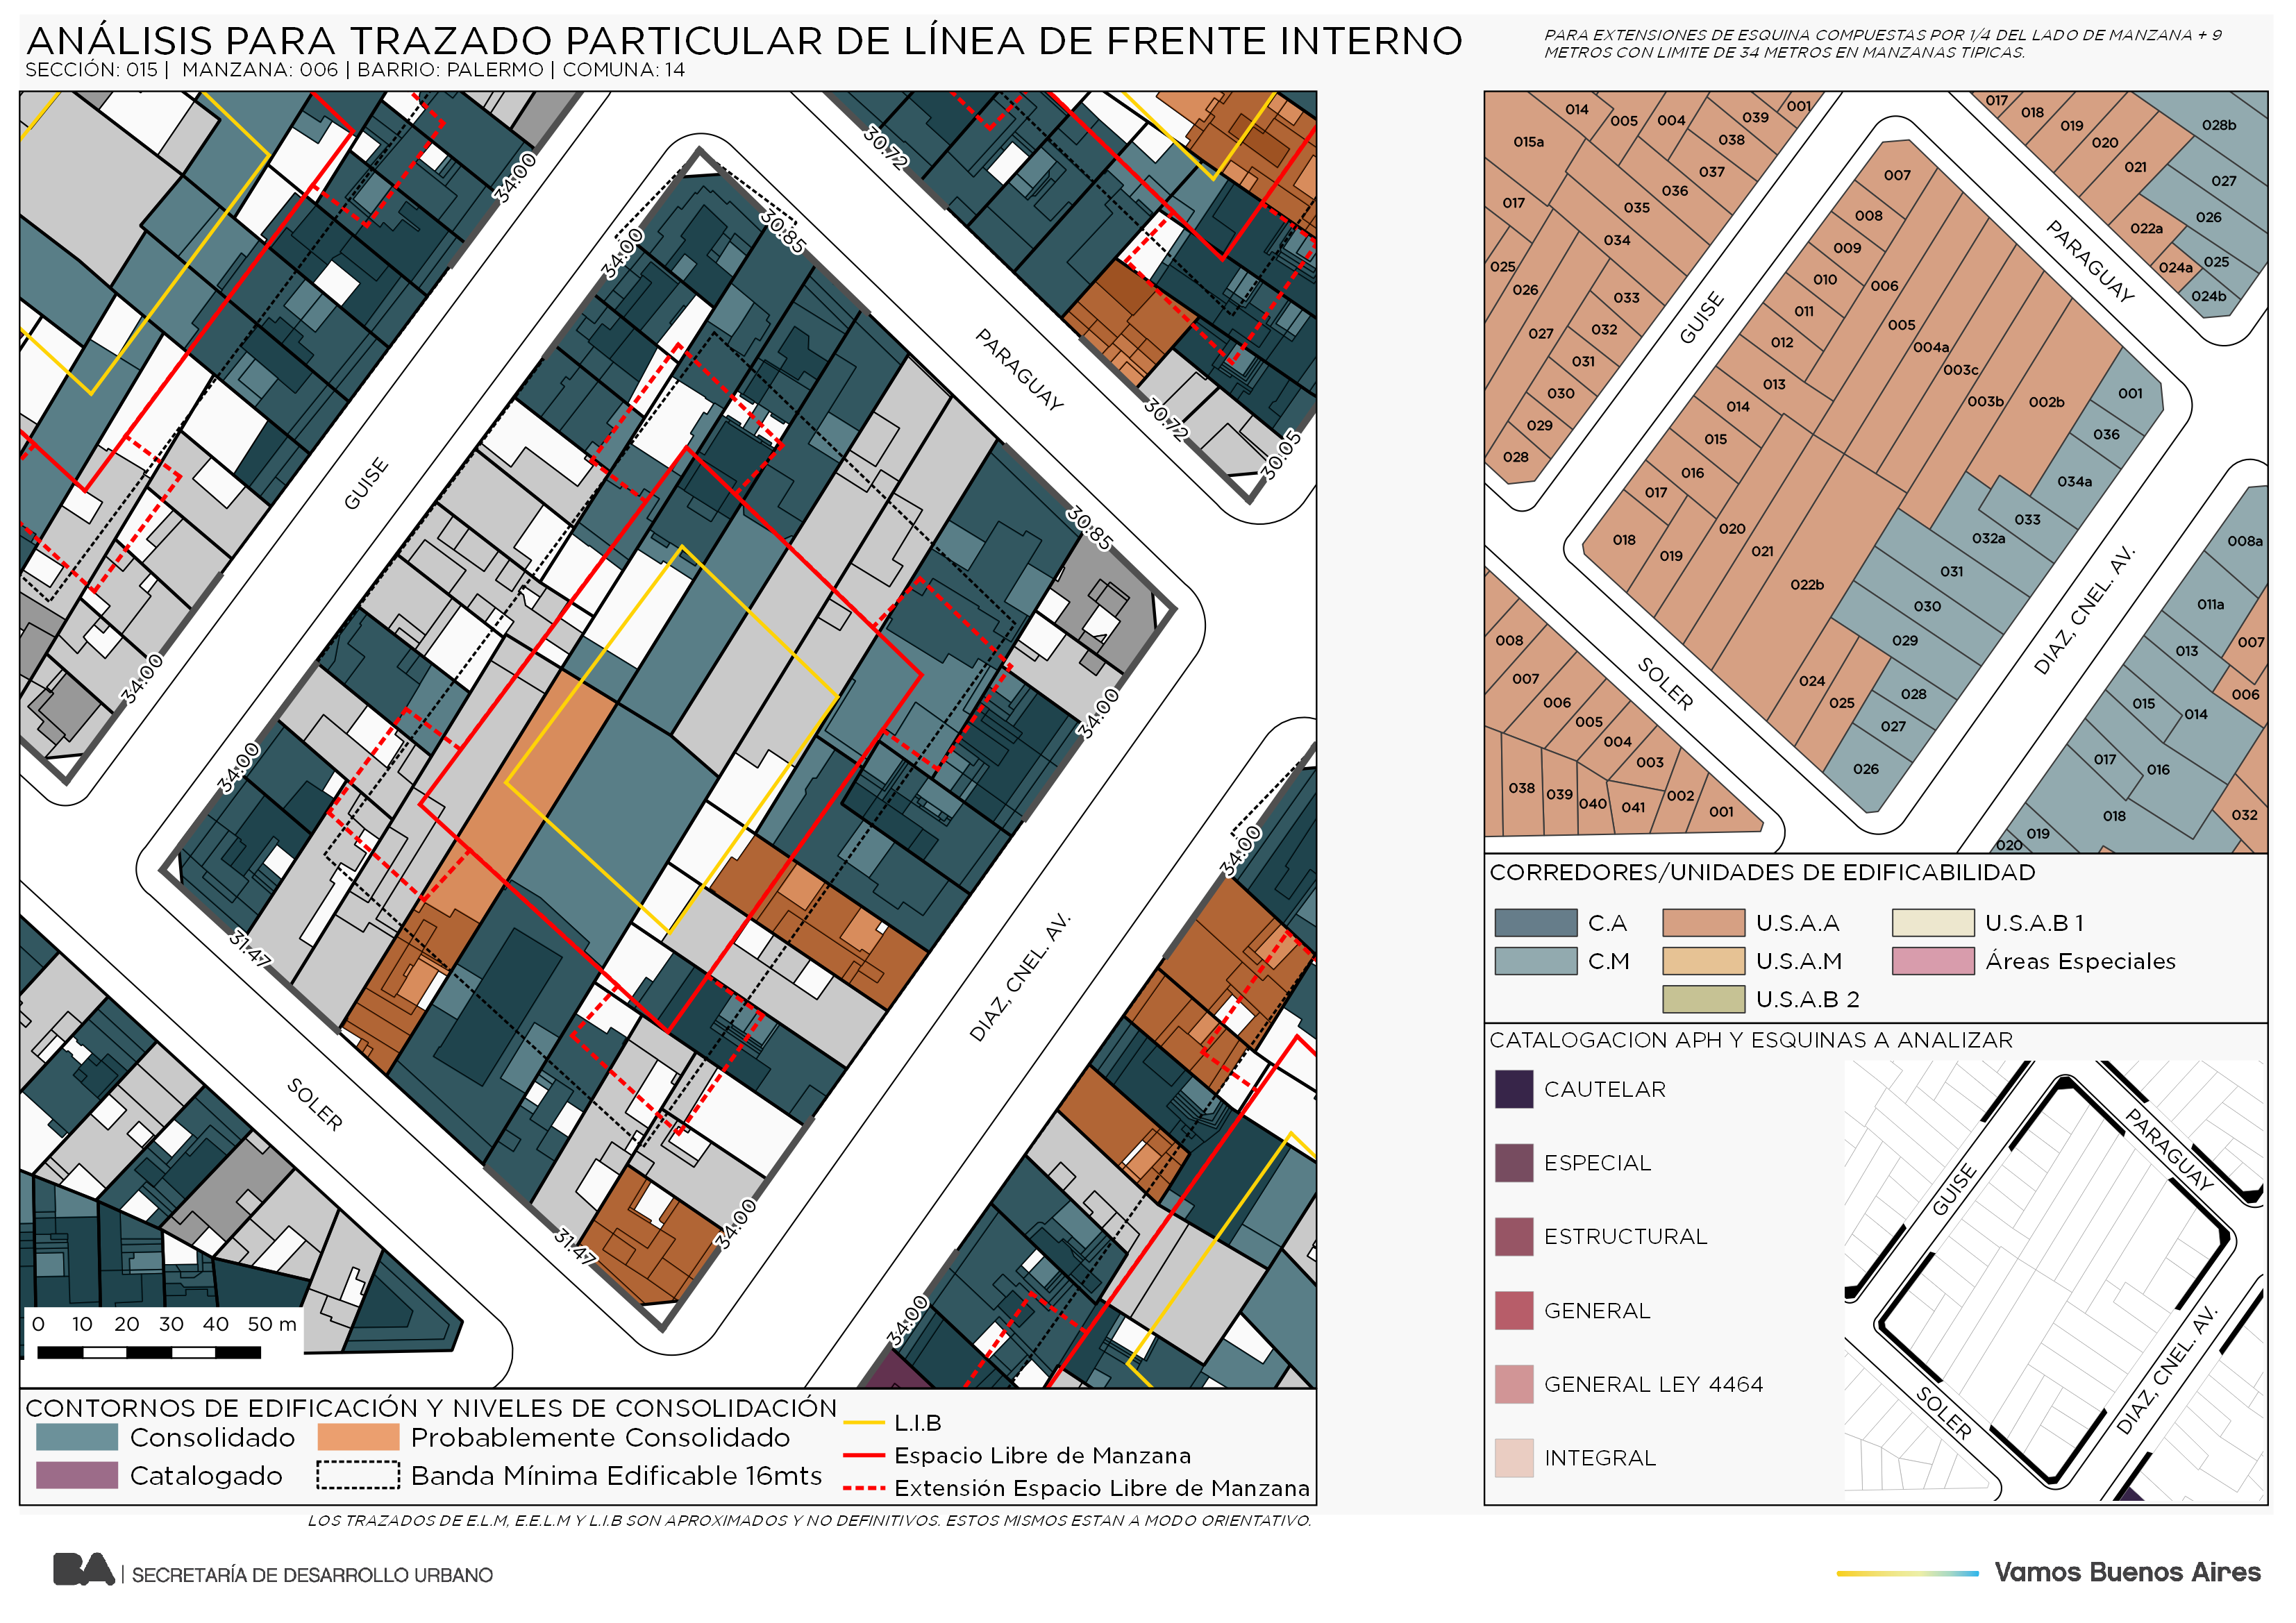 ANÁLISIS PARA TRAZADO PARTICULAR DE LÍNEA DE FRENTE INTERNO
SECCIÓN: 015 | MANZANA: 006 | BARRIO: PALERMO | COMUNA: 14
PARA EXTENSIONES DE ESQUINA COMPUESTAS POR 1/4 DEL LADO DE MANZANA + 9
METROS CON LIMITE DE 34 METROS EN MANZANAS TIPICAS.
30.72
34.00
30.85
34.00
PARAGUAY
30.72
30.05
GUISE
30.85
34.00
34.00
34.00
34.00
31.47
DIAZ, CNEL. AV.
SOLER
34.00
31.47
34.00
0 10 20 30 40 50 m
CONTORNOS DE EDIFICACIÓN Y NIVELES DE CONSOLIDACIÓN
Consolidado
Probablemente Consolidado
Catalogado
Banda Mínima Edificable 16mts
L.I.B
Espacio Libre de Manzana
Extensión Espacio Libre de Manzana
LOS TRAZADOS DE E.L.M, E.E.L.M Y L.I.B SON APROXIMADOS Y NO DEFINITIVOS. ESTOS MISMOS ESTAN A MODO ORIENTATIVO.
014
005
004
039
001
038
015a
037
036
035
017
034
025
026
033
032
027
031
030
029
028
017
018
019
020
021
028b
027
026
022a
025
024a
024b
PARAGUAY
GUISE
007
008
009
010
006
011
005
012
004a
003c
013
003b
002b
001
014
036
015
034a
016
017
033
020
032a
018
019
021
031
022b
030
029
024
028
025
027
026
DIAZ, CNEL. AV.
SOLER
008
007
006
005
004
003
038
039
040
041
002
001
008a
011a
007
013
006
015
014
017
016
018
032
019
020
CORREDORES/UNIDADES DE EDIFICABILIDAD
C.A
U.S.A.A
U.S.A.B 1
C.M
U.S.A.M
Áreas Especiales
U.S.A.B 2
CATALOGACION APH Y ESQUINAS A ANALIZAR
CAUTELAR
ESPECIAL
ESTRUCTURAL
GENERAL
GENERAL LEY 4464
INTEGRAL
PARAGUAY
GUISE
DIAZ, CNEL. AV.
SOLER
BA | SECRETARÍA DE DESARROLLO URBANO
Vamos Buenos Aires